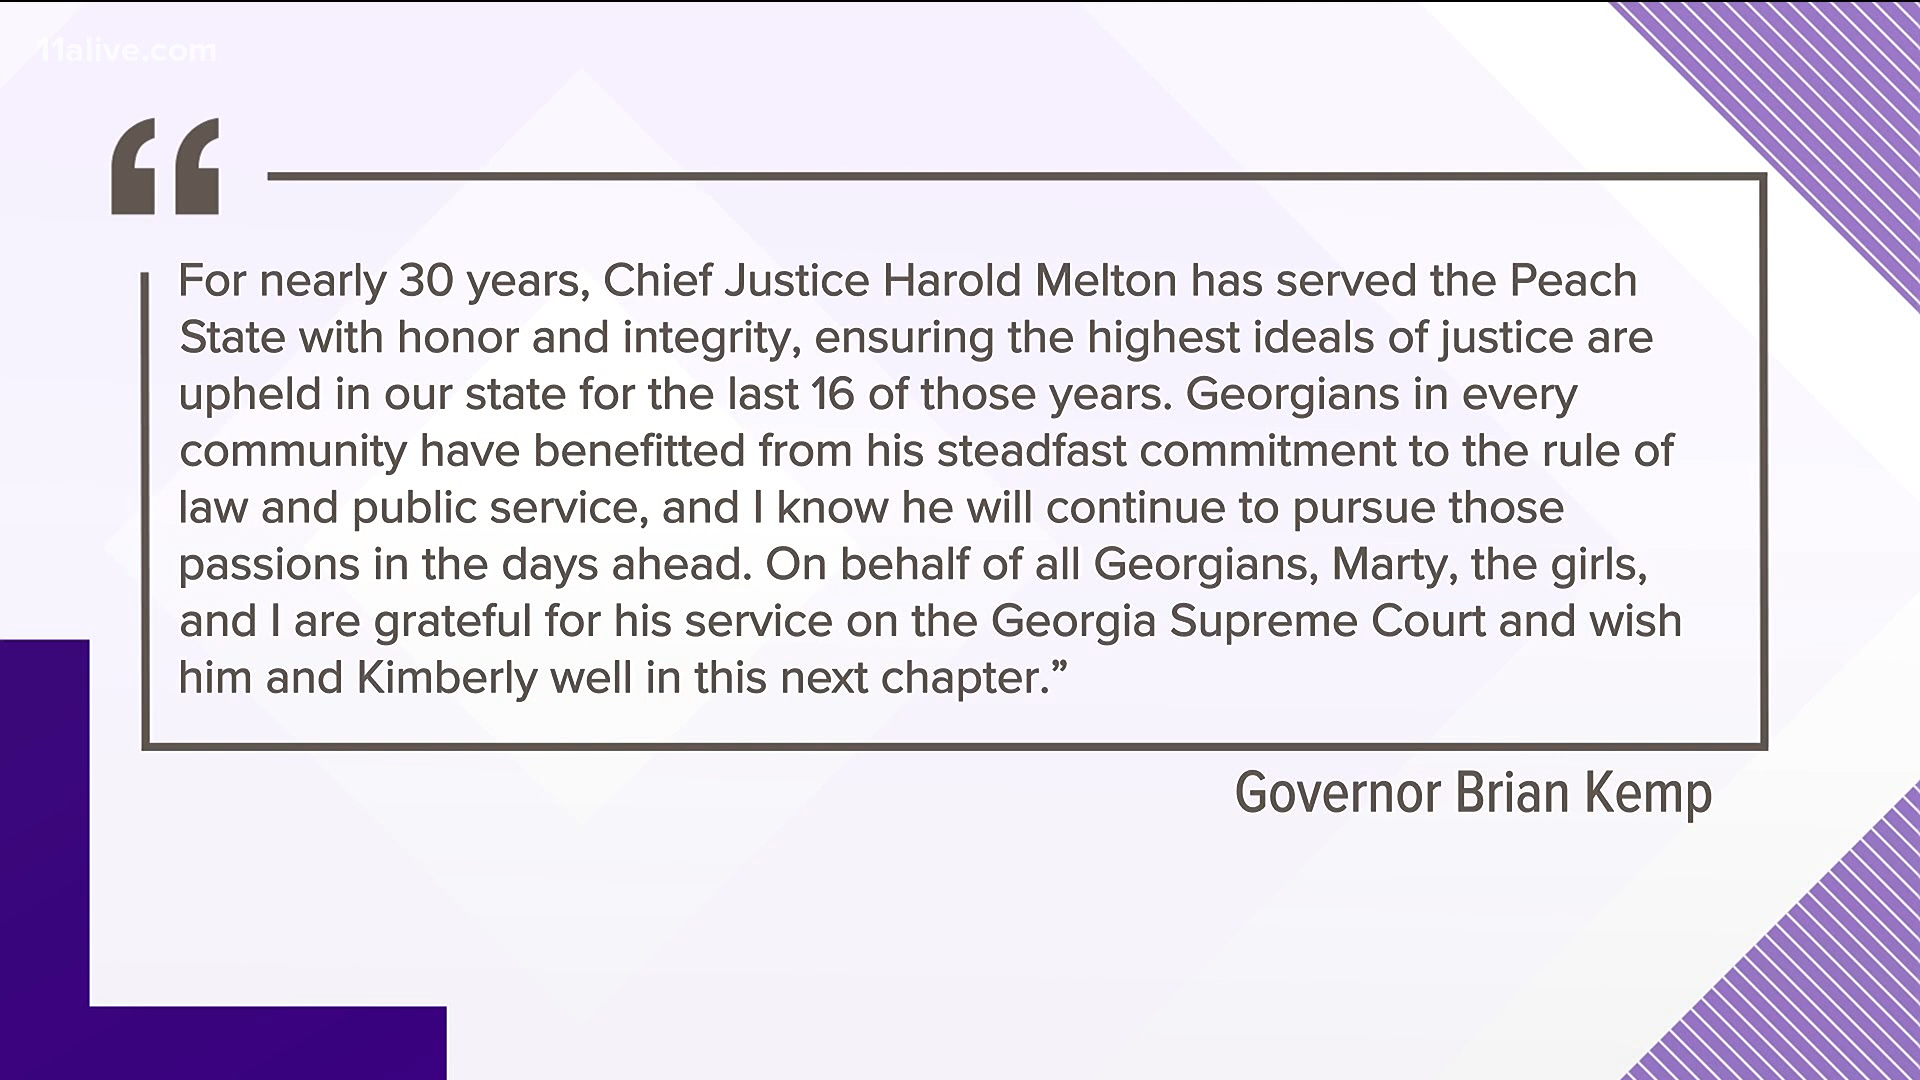 11alive.com
“
For nearly 30 years, Chief Justice Harold Melton has served the Peach
State with honor and integrity, ensuring the highest ideals of justice are
upheld in our state for the last 16 of those years. Georgians in every
community have benefitted from his steadfast commitment to the rule of
law and public service, and I know he will continue to pursue those
passions in the days ahead. On behalf of all Georgians, Marty, the girls,
and I are grateful for his service on the Georgia Supreme Court and wish
him and Kimberly well in this next chapter.”
Governor Brian Kemp